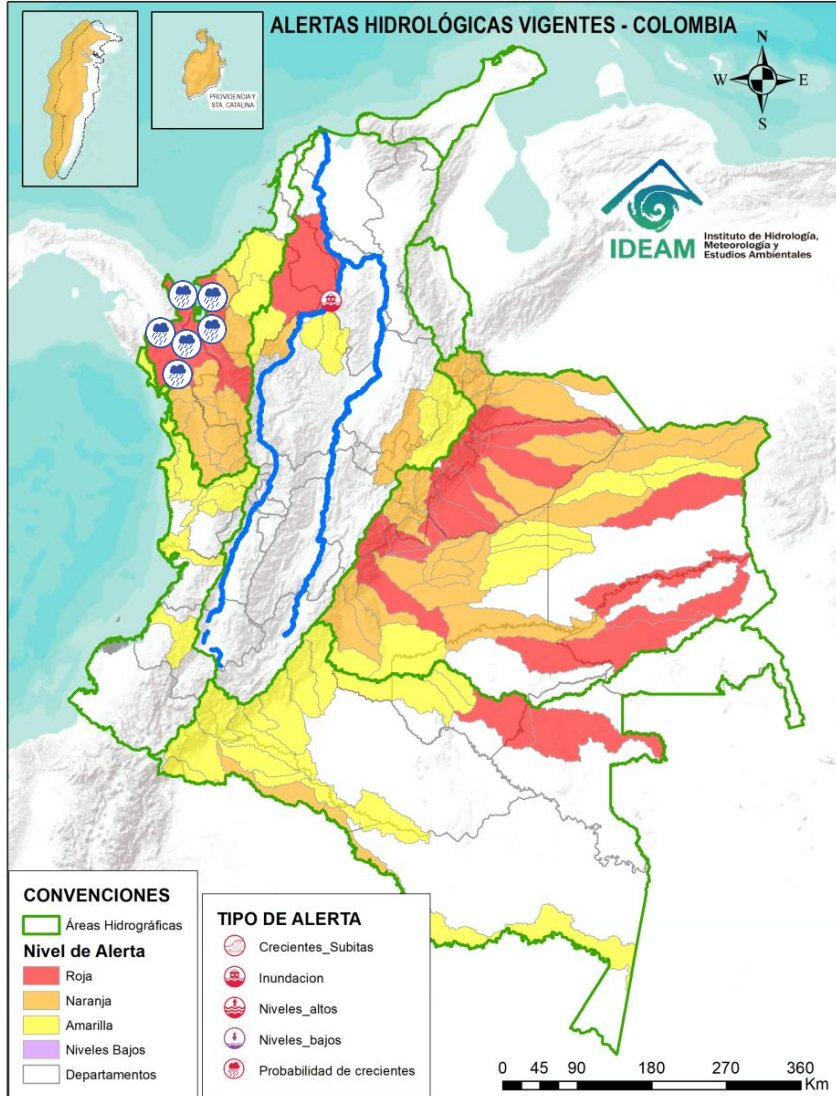 ALERTAS HIDROLÓGICAS VIGENTES - COLOMBIA
PROVIDENCIA Y
STA. CATALINA
N
W
E
S
IDEAM
Instituto de Hidrología,
Meteorología y
Estudios Ambientales
CONVENCIONES
Áreas Hidrográficas
Nivel de Alerta
Roja
Naranja
Amarilla
Niveles Bajos
Departamentos
TIPO DE ALERTA
Crecientes_Subitas
Inundacion
Niveles_altos
Niveles_bajos
Probabilidad de crecientes
0 45 90 180 270 360
Km